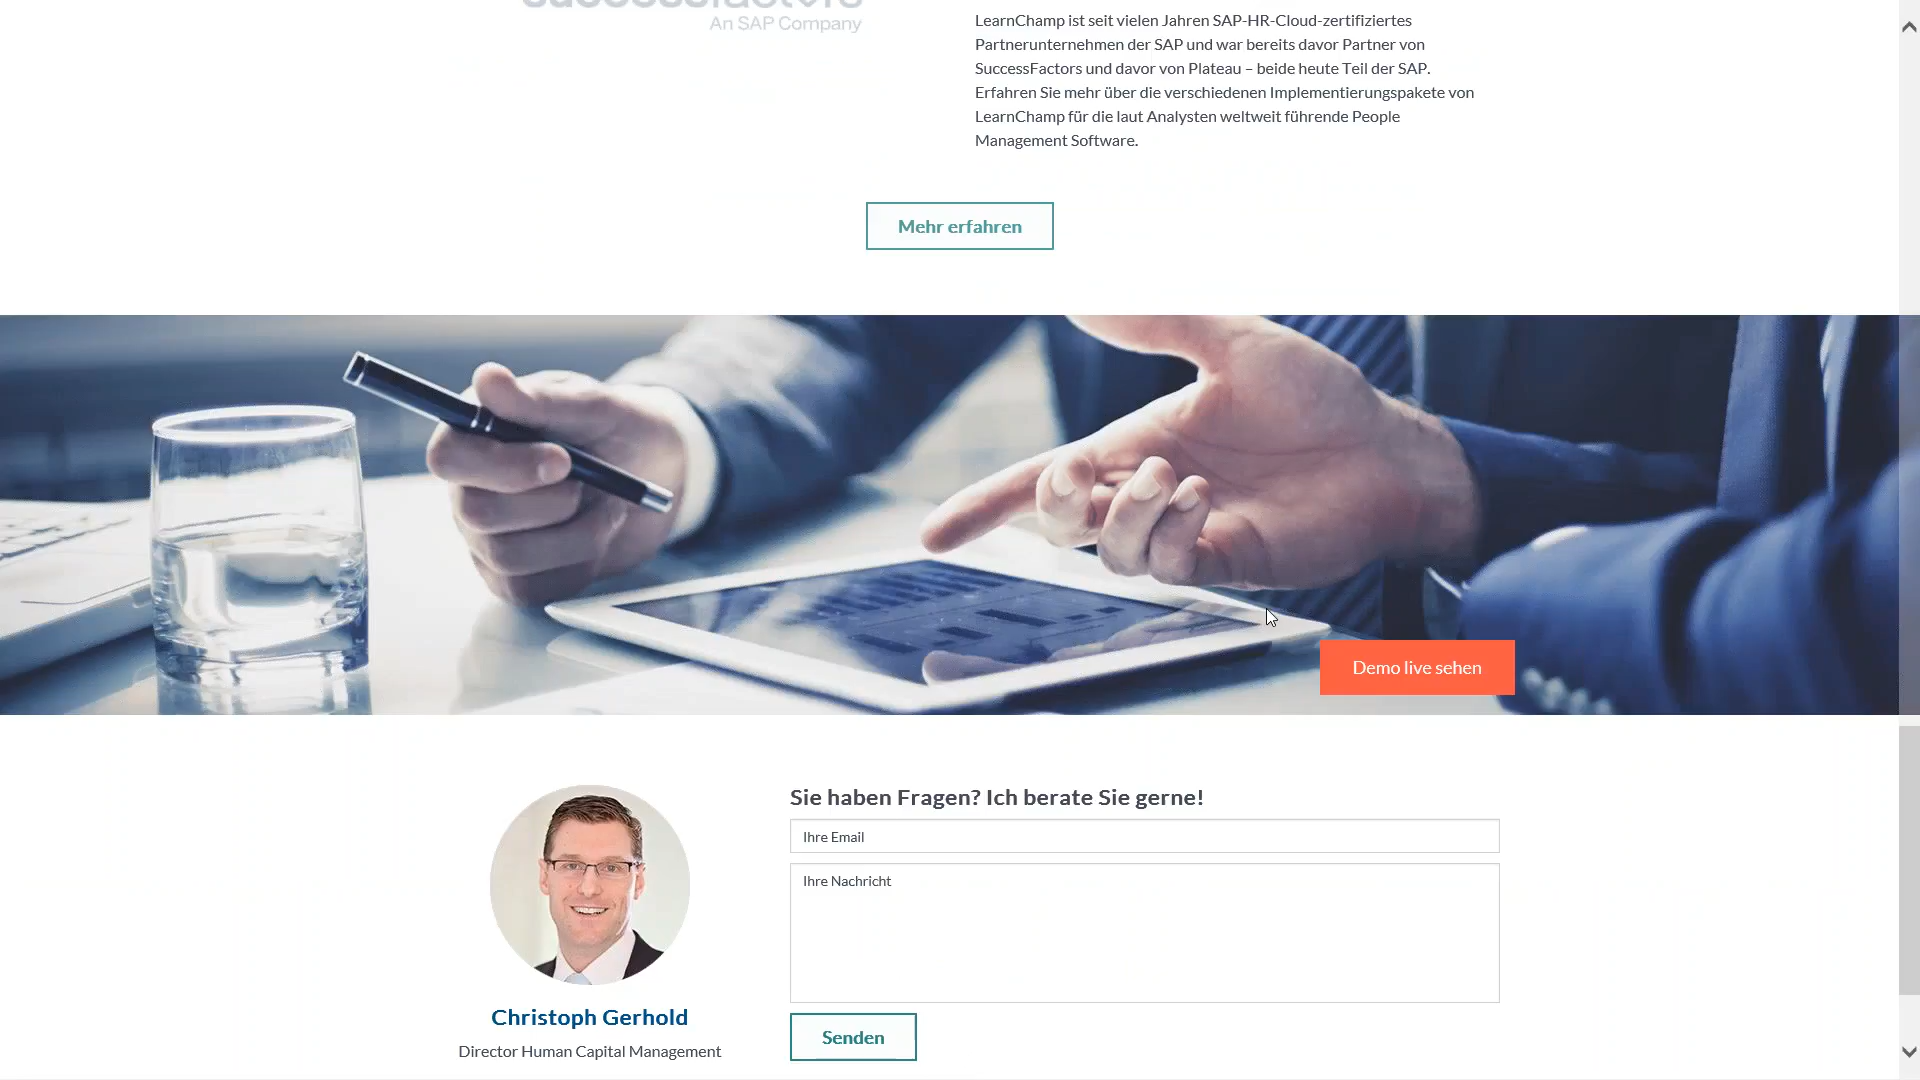 An SAP Company
LearnChamp ist seit vielen Jahren SAP-HR-Cloud-zertifiziertes
Partnerunternehmen der SAP und war bereits davor Partner von
SuccessFactors und davor von Plateau – beide heute Teil der SAP.
Erfahren Sie mehr über die verschiedenen Implementierungspakete von
LearnChamp für die laut Analysten weltweit führende People
Management Software.
Mehr erfahren
Demo live sehen
Sie haben Fragen? Ich berate Sie gerne!
Ihre Email
Ihre Nachricht
Senden
Christoph Gerhold
Director Human Capital Management